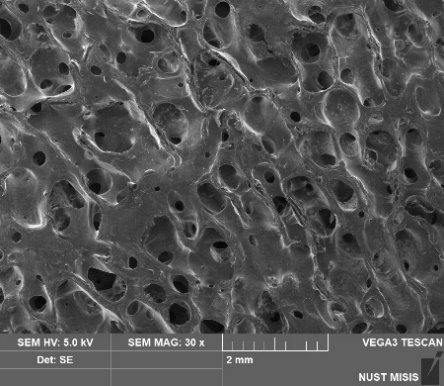 SEM HV: 5.0 kV
SEM MAG: 30 x
VEGA3 TESCAN
Det: SE
2 mm
NUST MISIS